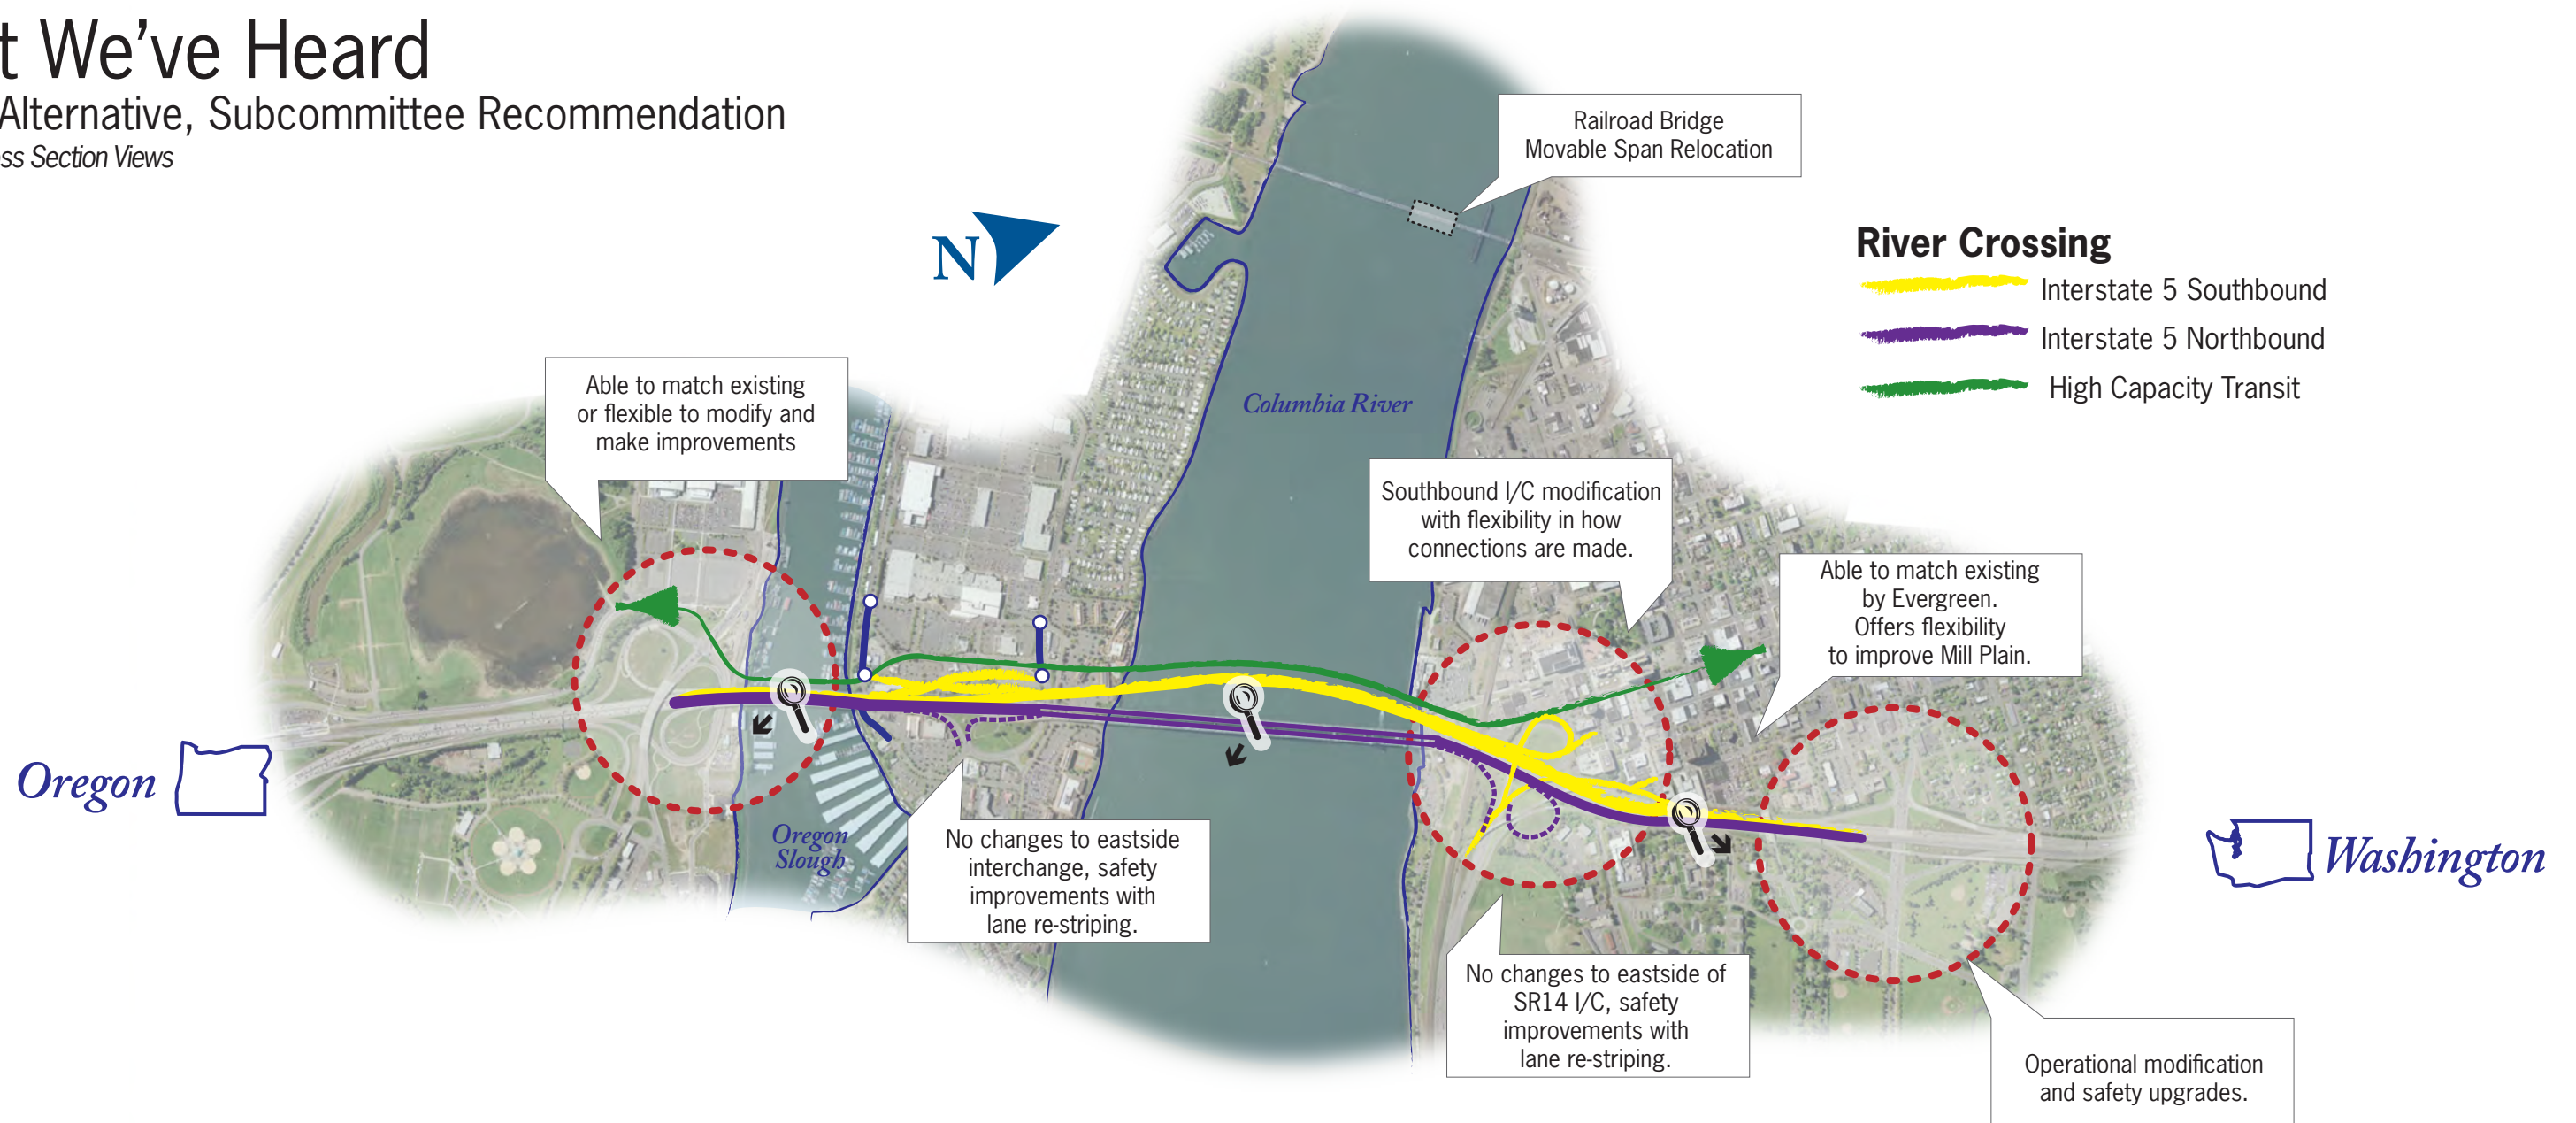 t We've Heard
Alternative, Subcommittee Recommendation
ss Section Views
Railroad Bridge
Movable Span Relocation
N
River Crossing
Interstate 5 Southbound
Interstate 5 Northbound
High Capacity Transit
Able to match existing
or flexible to modify and
make improvements
Columbia River
Southbound I/C modification
with flexibility in how
connections are made.
Able to match existing
by Evergreen.
Offers flexibility
to improve Mill Plain.
Oregon
Oregon
Slough
No changes to eastside
interchange, safety
improvements with
lane re-striping.
Washington
No changes to eastside of
SR14 I/C, safety
improvements with
lane re-striping.
Operational modification
and safety upgrades.